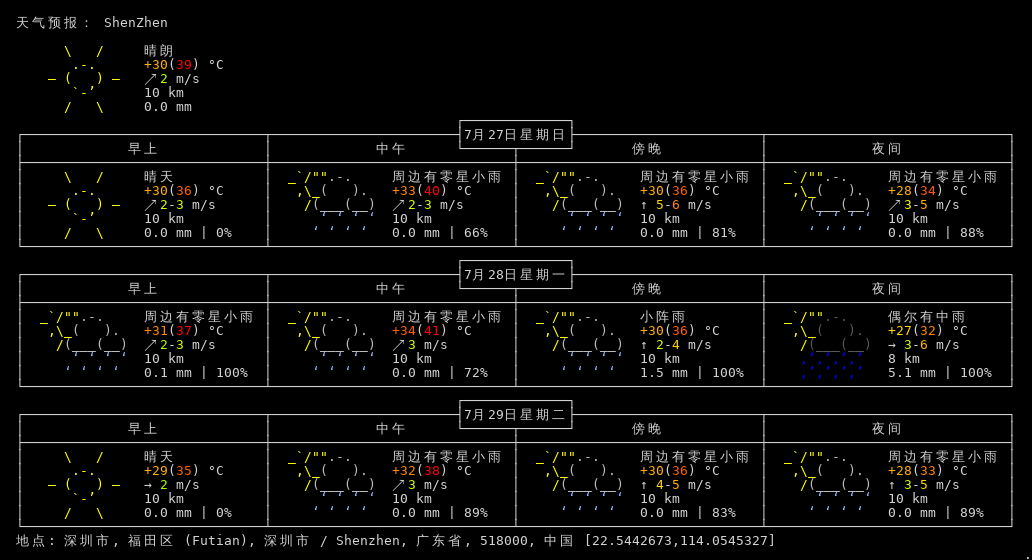 天气预报： ShenZhen
晴朗
+30(39) °C
↗ 2 m/s
10 km
0.0 mm
7月27日星期日
早上 中午 傍晚 夜间
晴天 周边有零星小雨 周边有零星小雨 周边有零星小雨
+30(36) °C +33(40) °C +30(36) °C +28(34) °C
↗ 2-3 m/s ↗ 2-3 m/s ↑ 5-6 m/s ↗ 3-5 m/s
10 km 10 km 10 km 10 km
0.0 mm | 0% 0.0 mm | 66% 0.0 mm | 81% 0.0 mm | 88%
7月28日星期一
早上 中午 傍晚 夜间
周边有零星小雨 周边有零星小雨 小阵雨 偶尔有中雨
+31(37) °C +34(41) °C +30(36) °C +27(32) °C
↗ 2-3 m/s ↗ 3 m/s ↑ 2-4 m/s → 3-6 m/s
10 km 10 km 10 km 8 km
0.1 mm | 100% 0.0 mm | 72% 1.5 mm | 100% 5.1 mm | 100%
7月29日星期二
早上 中午 傍晚 夜间
晴天 周边有零星小雨 周边有零星小雨 周边有零星小雨
+29(35) °C +32(38) °C +30(36) °C +28(33) °C
→ 2 m/s ↗ 3 m/s ↑ 4-5 m/s ↑ 3-5 m/s
10 km 10 km 10 km 10 km
0.0 mm | 0% 0.0 mm | 89% 0.0 mm | 83% 0.0 mm | 89%
地点: 深圳市, 福田区 (Futian), 深圳市 / Shenzhen, 广东省, 518000, 中国 [22.5442673,114.0545327]